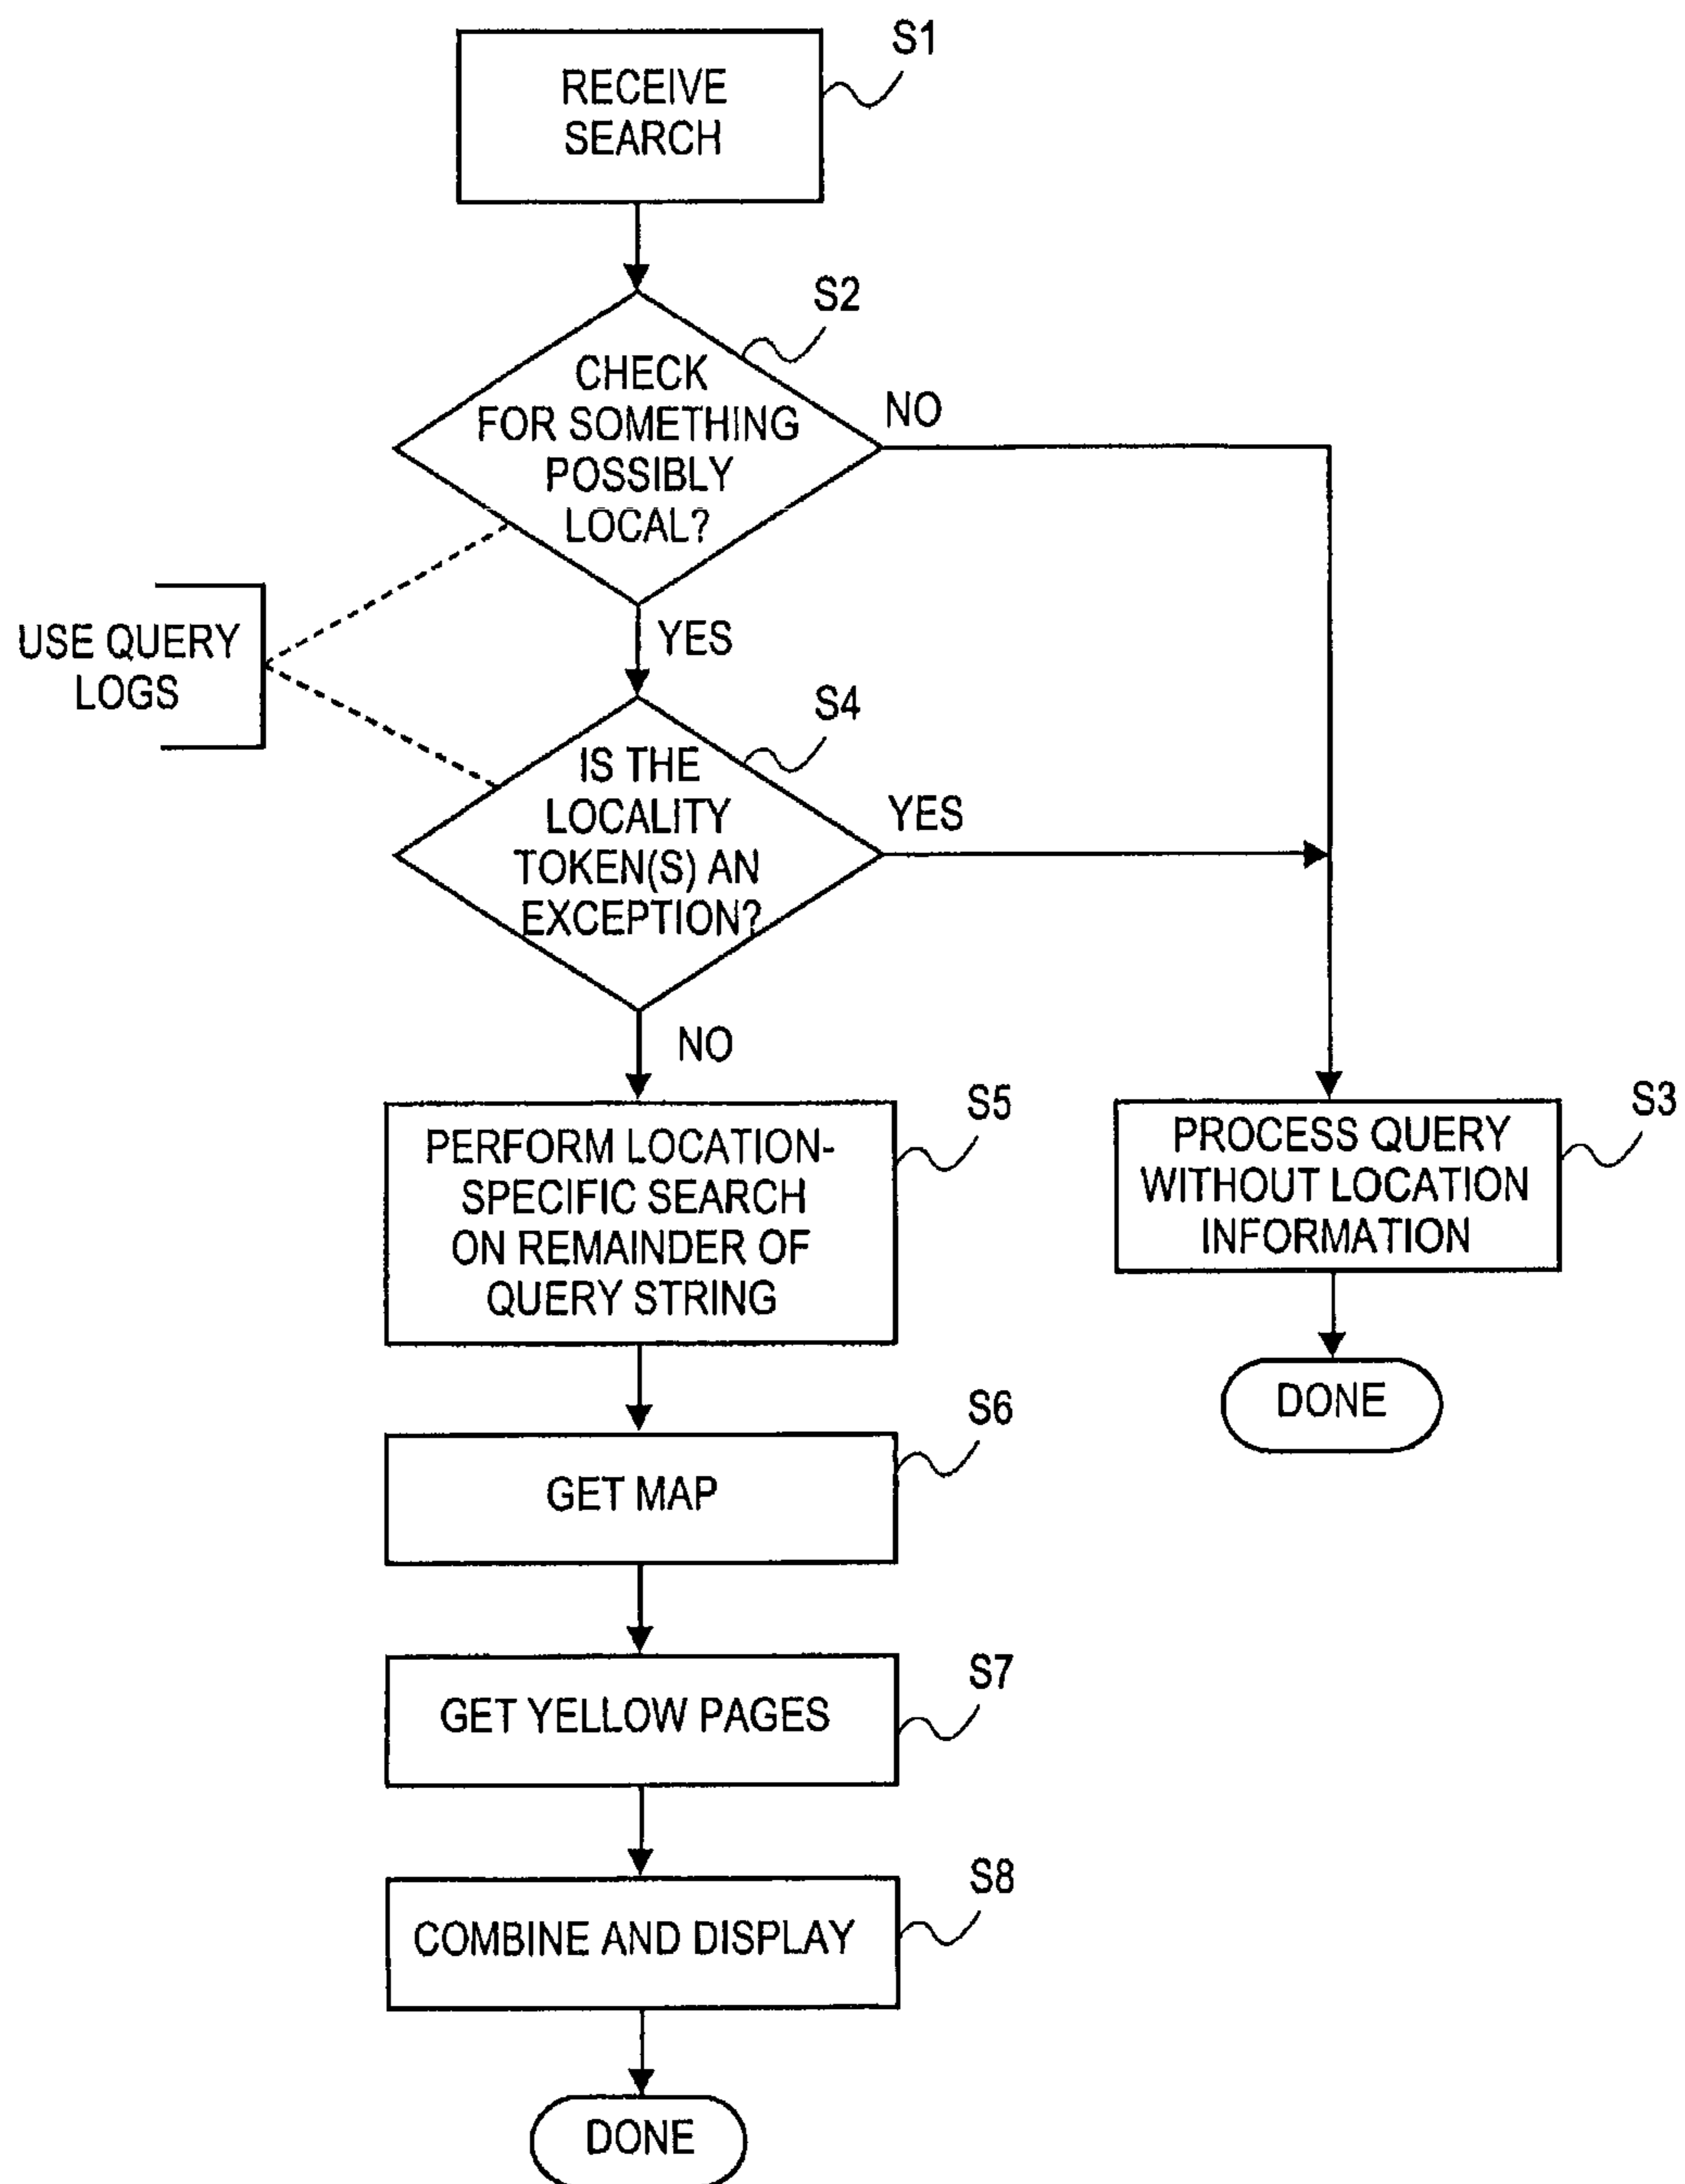 S1
RECEIVE
SEARCH
S2
CHECK
FOR SOMETHING
POSSIBLY
LOCAL?
NO
USE QUERY
LOGS
YES
S4
IS THE
LOCALITY
TOKEN(S) AN
EXCEPTION?
YES
NO
S5
PERFORM LOCATION-
SPECIFIC SEARCH
ON REMAINDER OF
QUERY STRING
S3
PROCESS QUERY
WITHOUT LOCATION
INFORMATION
DONE
S6
GET MAP
S7
GET YELLOW PAGES
S8
COMBINE AND DISPLAY
DONE